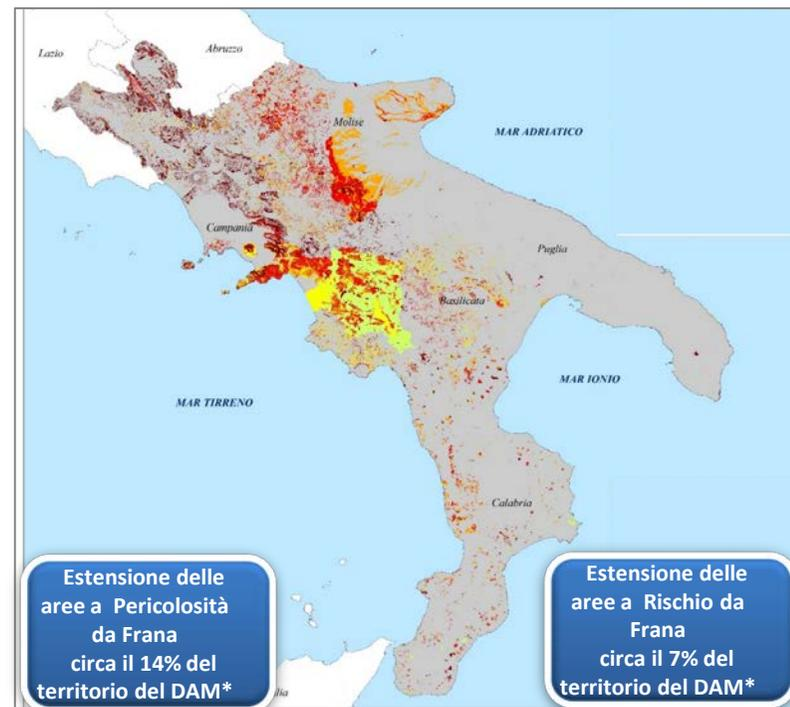 Lazio
Abruzzo
Molise
MAR ADRIATICO
Campania
Puglia
Basilicata
MAR TIRRENO
MAR IONIO
Calabria
Estensione delle
aree a Pericolosità
da Frana
circa il 14% del
territorio del DAM*
ilia
Estensione delle
aree a Rischio da
Frana
circa il 7% del
territorio del DAM*